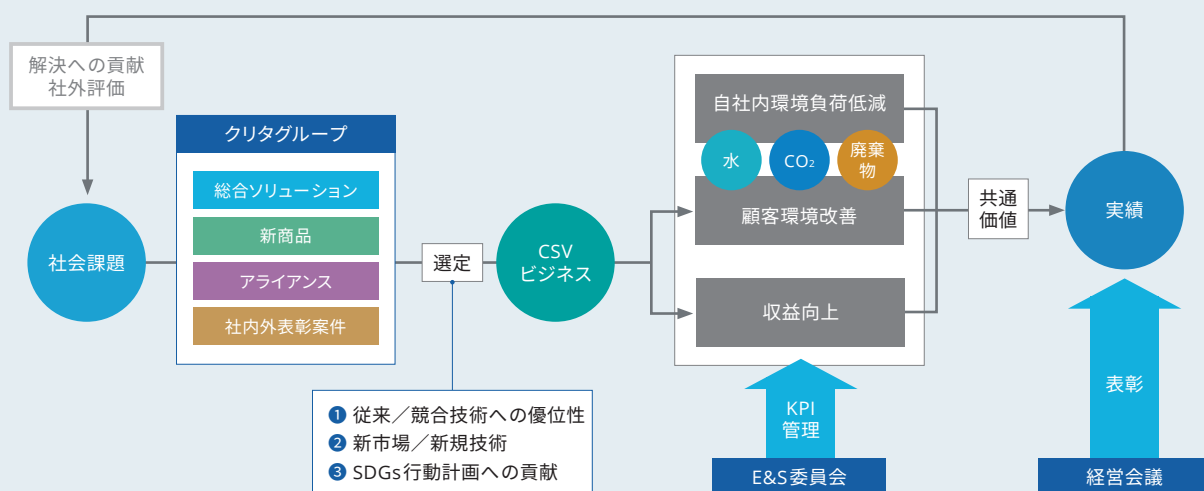 解決への貢献
社外評価
社会課題
クリタグループ
総合ソリューション
新商品
アライアンス
社内外表彰案件
選定
❶ 従来／競合技術への優位性
❷ 新市場／新規技術
❸ SDGs行動計画への貢献
CSV
ビジネス
自社内環境負荷低減
水
CO₂
廃棄
物
顧客環境改善
収益向上
KPI
管理
E&S委員会
共通
価値
実績
表彰
経営会議